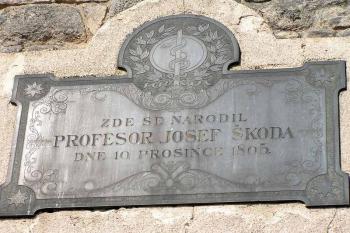 ZDE SE NARODIL
PROFESOR JOSEF ŠKODA
DNE 10. PROSINCE 1805.